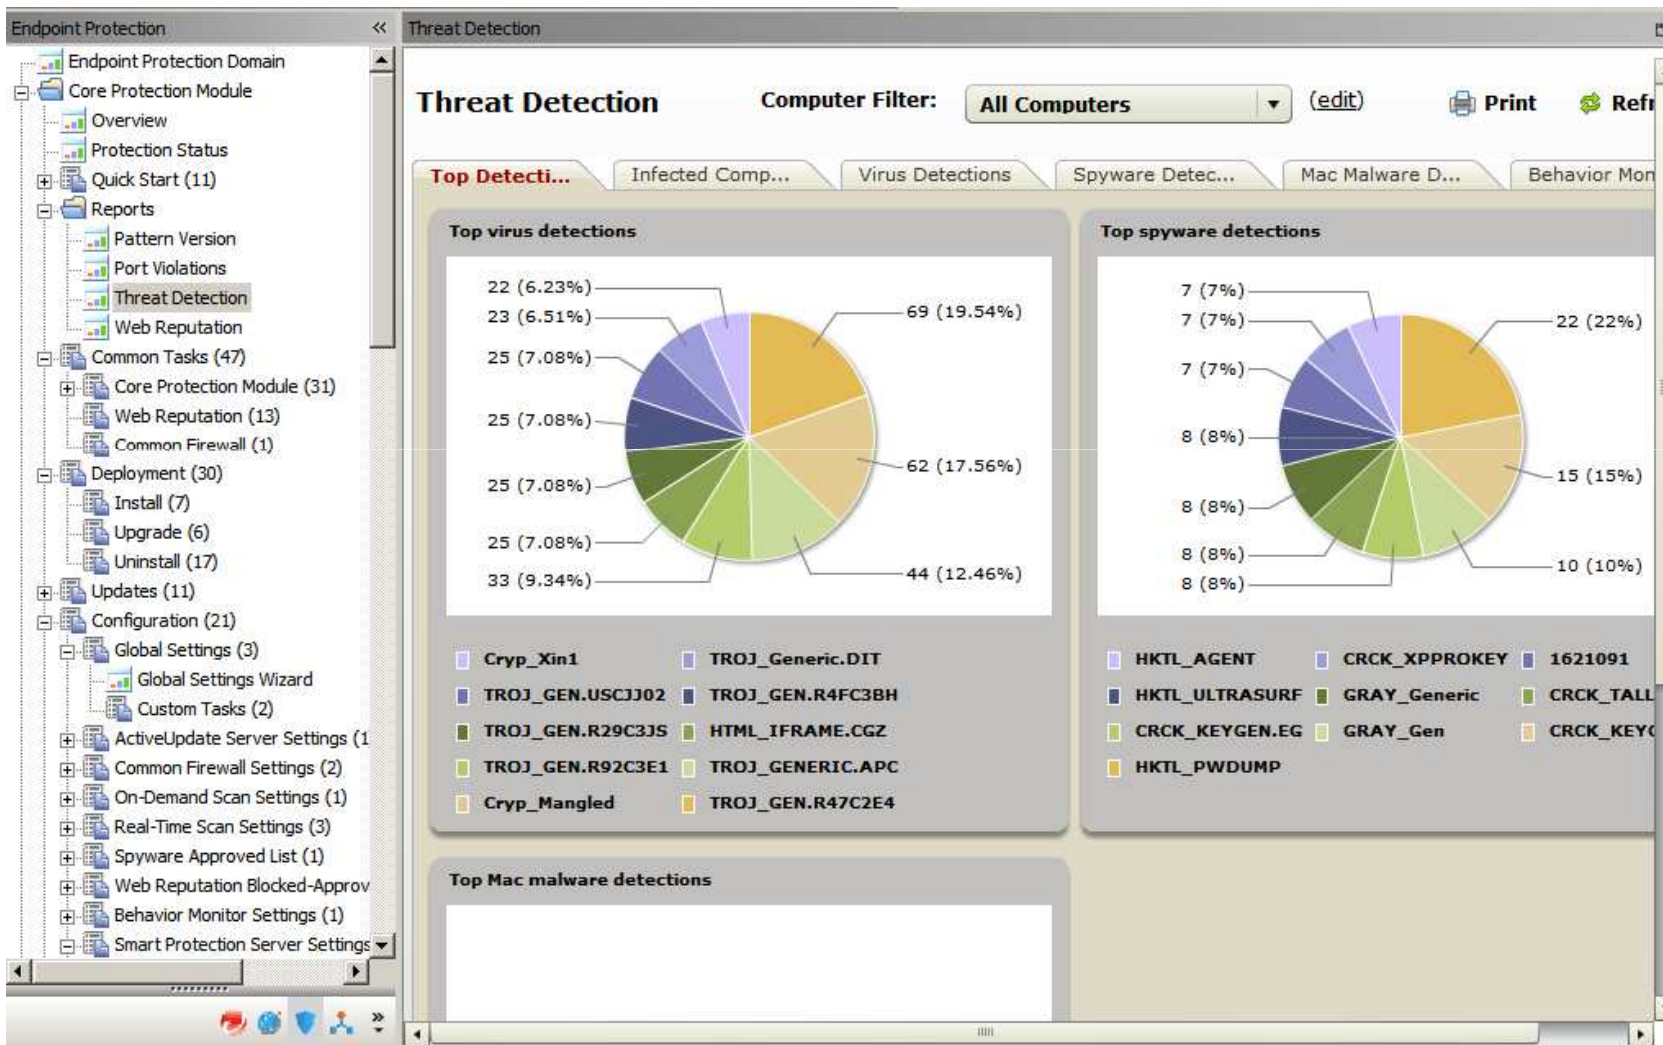 Endpoint Protection
Endpoint Protection Domain
Core Protection Module
Overview
Protection Status
Quick Start (11)
Reports
Pattern Version
Port Violations
Threat Detection
Web Reputation
Common Tasks (47)
Core Protection Module (31)
Web Reputation (13)
Common Firewall (1)
Deployment (30)
Install (7)
Upgrade (6)
Uninstall (17)
Updates (11)
Configuration (21)
Global Settings (3)
Global Settings Wizard
Custom Tasks (2)
ActiveUpdate Server Settings (1
Common Firewall Settings (2)
On-Demand Scan Settings (1)
Real-Time Scan Settings (3)
Spyware Approved List (1)
Web Reputation Blocked-Approv
Behavior Monitor Settings (1)
Smart Protection Server Settings
Threat Detection
Threat Detection Computer Filter: All Computers (edit) Print Refr
Top Detecti... Infected Comp... Virus Detections Spyware Detec... Mac Malware D... Behavior Mon
Top virus detections
22 (6.23%)
23 (6.51%)
25 (7.08%)
25 (7.08%)
25 (7.08%)
25 (7.08%)
33 (9.34%)
69 (19.54%)
62 (17.56%)
44 (12.46%)
Cryp_Xin1 TROJ_Generic.DIT
TROJ_GEN.USCJJ02 TROJ_GEN.R4FC3BH
TROJ_GEN.R29C3JS HTML_IFRAME.CGZ
TROJ_GEN.R92C3E1 TROJ_GENERIC.APC
Cryp_Mangled TROJ_GEN.R47C2E4
Top spyware detections
7 (7%)
7 (7%)
7 (7%)
8 (8%)
8 (8%)
8 (8%)
8 (8%)
22 (22%)
15 (15%)
10 (10%)
HKTL_AGENT CRCK_XPPROKEY 1621091
HKTL_ULTRASURF GRAY_Generic CRCK_TALL
CRCK_KEYGEN.EG GRAY_Gen CRCK_KEYG
HKTL_PWDUMP
Top Mac malware detections